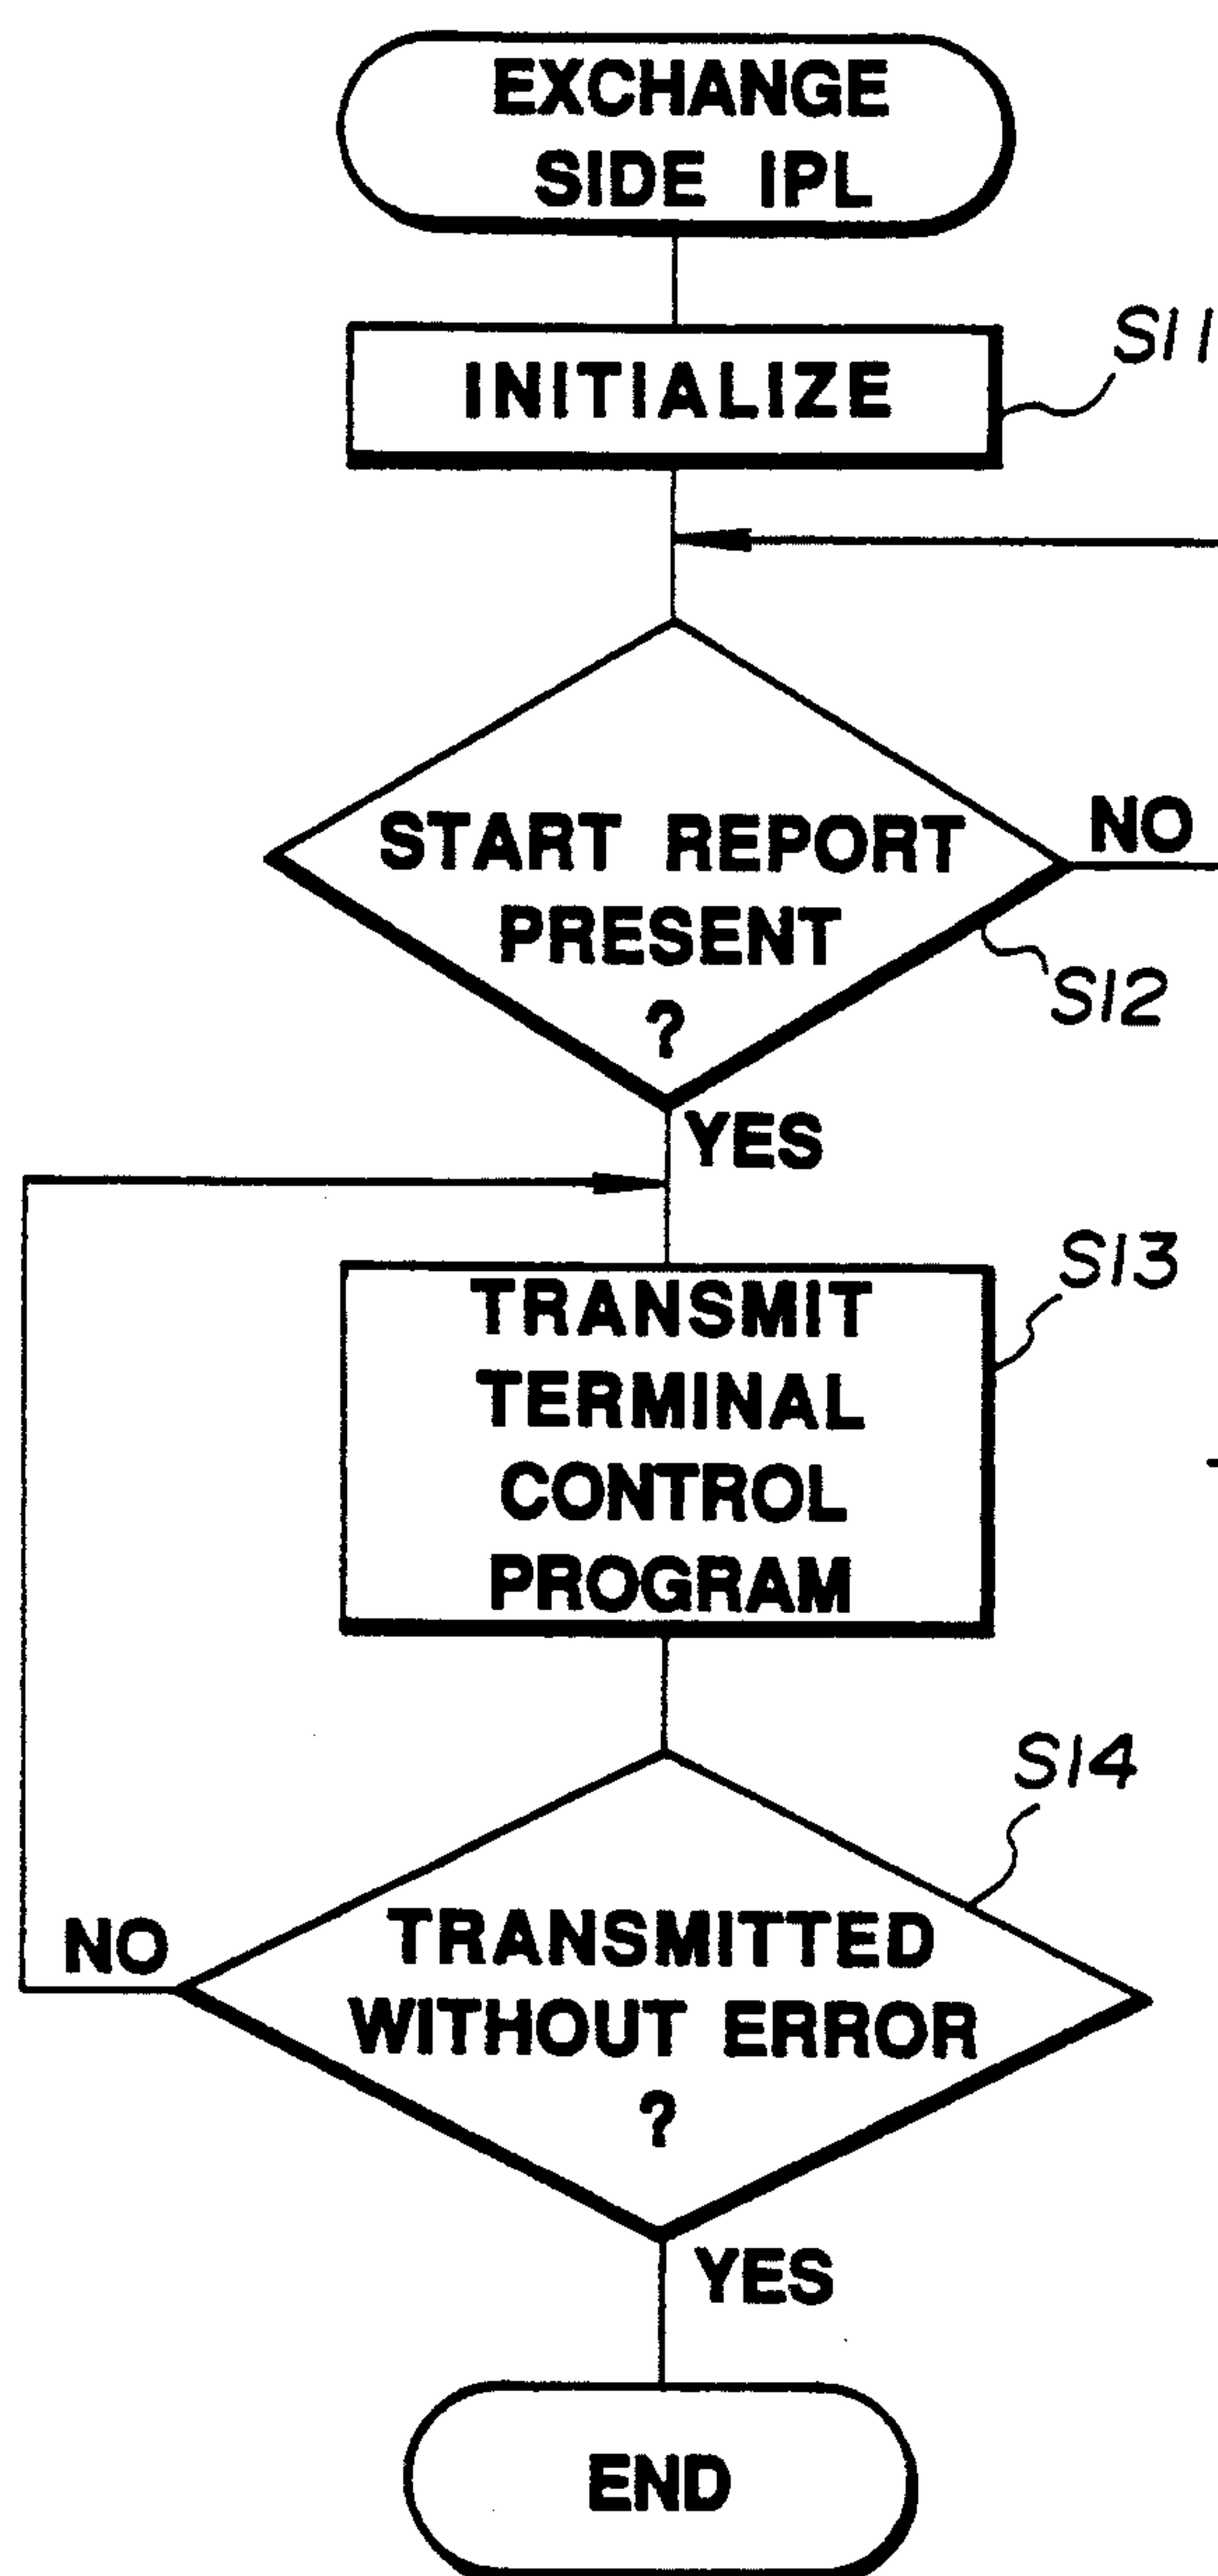 EXCHANGE
SIDE IPL
INITIALIZE
S11
START REPORT
PRESENT
?
NO
S12
YES
TRANSMIT
TERMINAL
CONTROL
PROGRAM
S13
S14
TRANSMITTED
WITHOUT ERROR
?
NO
YES
END